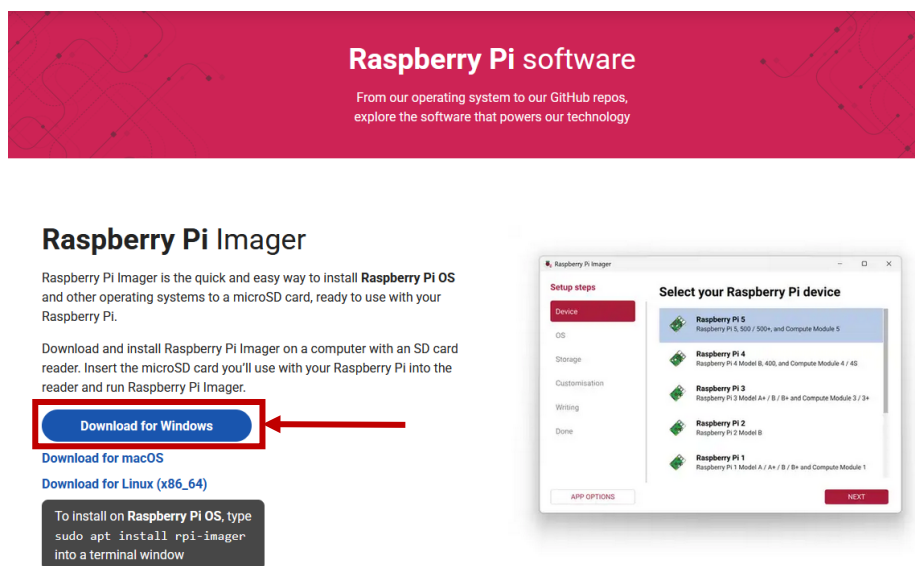 Raspberry Pi software
From our operating system to our GitHub repos,
explore the software that powers our technology
Raspberry Pi Imager
Raspberry Pi Imager is the quick and easy way to install Raspberry Pi OS
and other operating systems to a microSD card, ready to use with your
Raspberry Pi.
Download and install Raspberry Pi Imager on a computer with an SD card
reader. Insert the microSD card you'll use with your Raspberry Pi into the
reader and run Raspberry Pi Imager.
Download for Windows
Download for macOS
Download for Linux (x86_64)
To install on Raspberry Pi OS, type
sudo apt install rpi-imager
into a terminal window
Raspberry Pi Imager
Setup steps
Device
OS
Storage
Customisation
Writing
Done
APP OPTIONS
Select your Raspberry Pi device
Raspberry Pi 5
Raspberry Pi 5, 500 / 500+, and Compute Module 5
Raspberry Pi 4
Raspberry Pi 4 Model B, 400, and Compute Module 4 / 4S
Raspberry Pi 3
Raspberry Pi 3 Model A+ / B / B+ and Compute Module 3 / 3+
Raspberry Pi 2
Raspberry Pi 2 Model B
Raspberry Pi 1
Raspberry Pi 1 Model A / A+ / B / B+ and Compute Module 1
NEXT